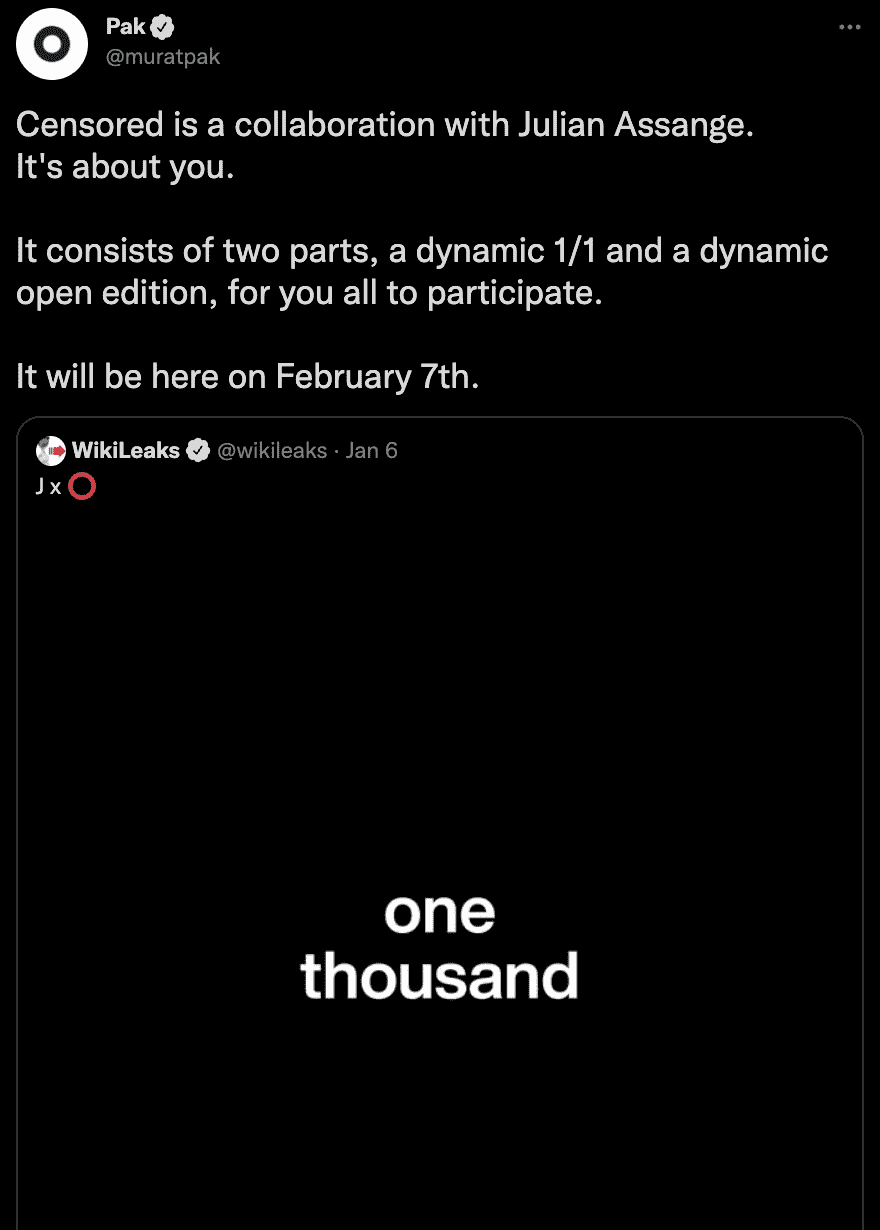 Pak
@muratpak
Censored is a collaboration with Julian Assange.
It's about you.
It consists of two parts, a dynamic 1/1 and a dynamic
open edition, for you all to participate.
It will be here on February 7th.
WikiLeaks @wikileaks · Jan 6
J x ⭕
one
thousand